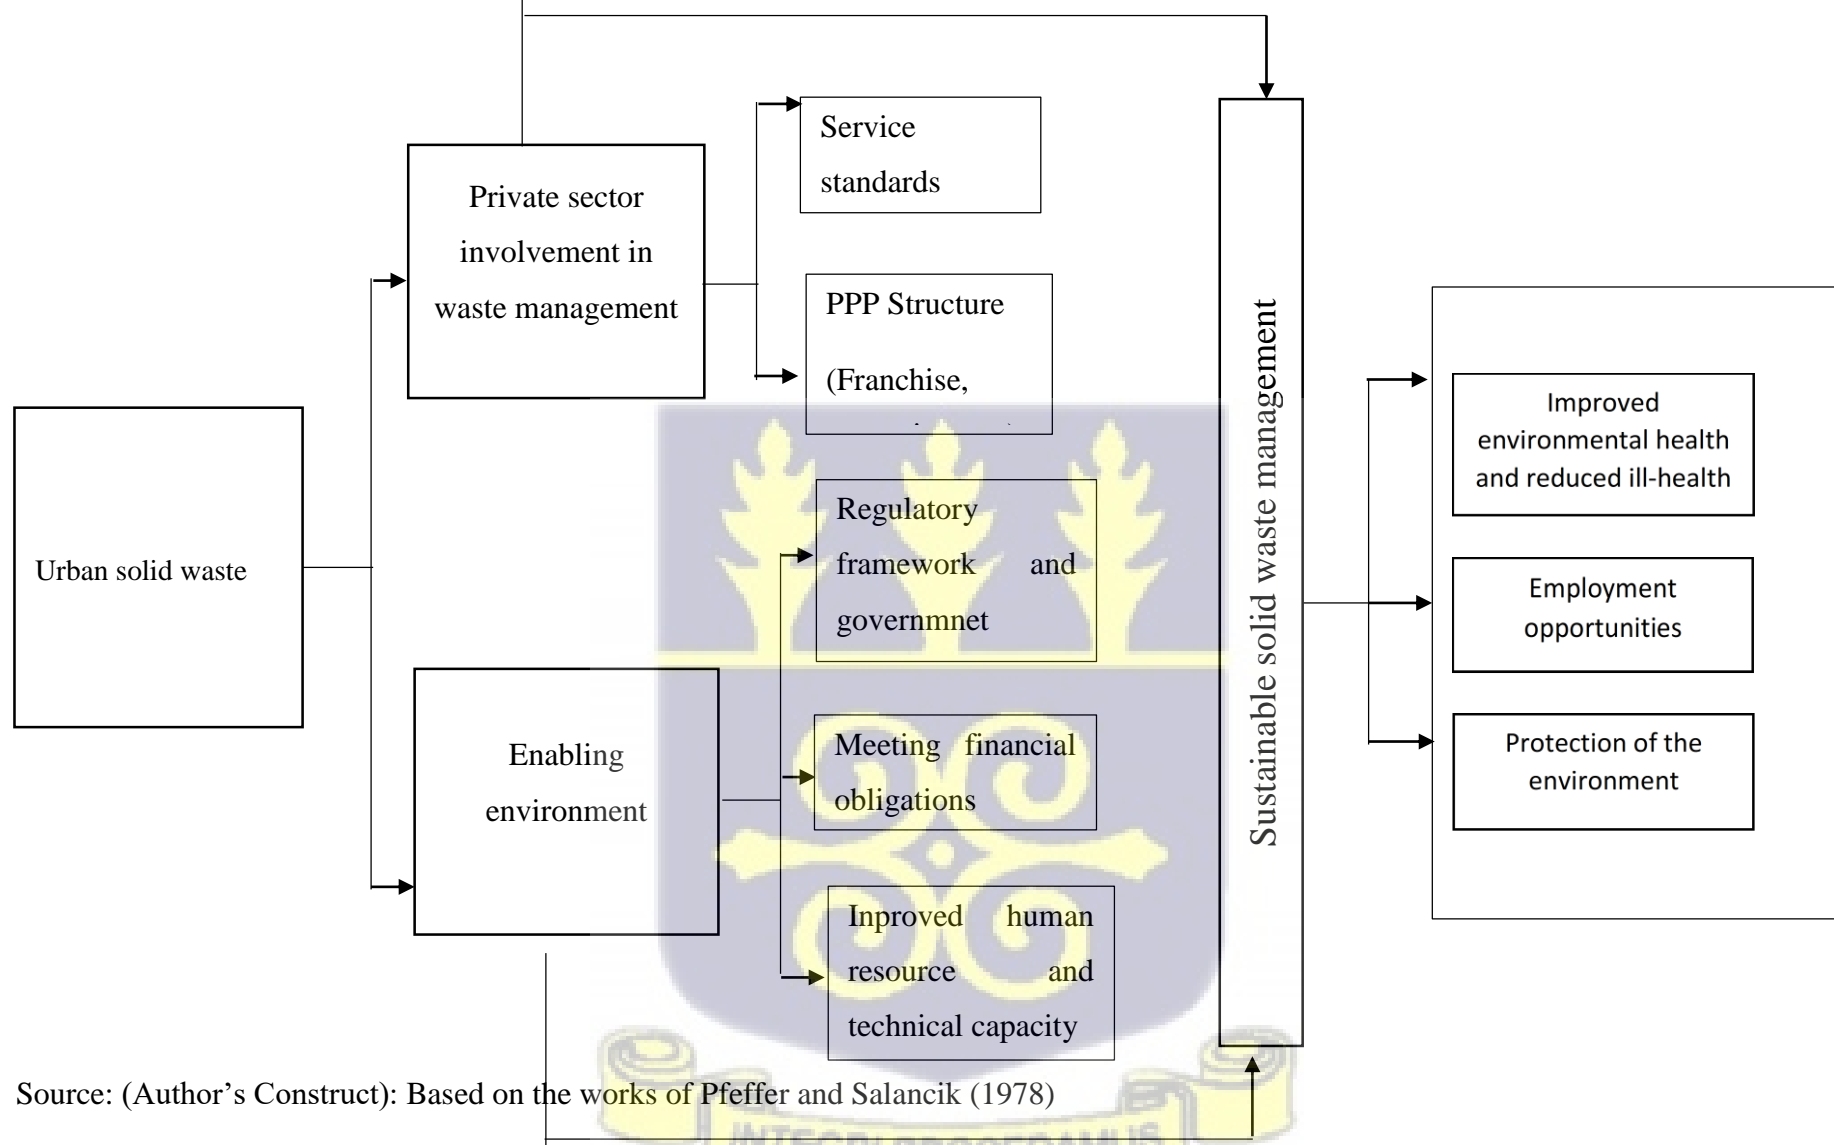 Service
standards
Private sector
involvement in
waste management
PPP Structure
(Franchise,
Urban solid waste
Regulatory
framework and
governmnet
Enabling
environment
Meeting financial
obligations
Inproved human
resource and
technical capacity
Sustainable solid waste management
Improved
environmental health
and reduced ill-health
Employment
opportunities
Protection of the
environment
Source: (Author’s Construct): Based on the works of Pfeffer and Salancik (1978)